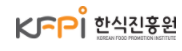 KFPI 한식진흥원
KOREAN FOOD PROMOTION INSTITUTE